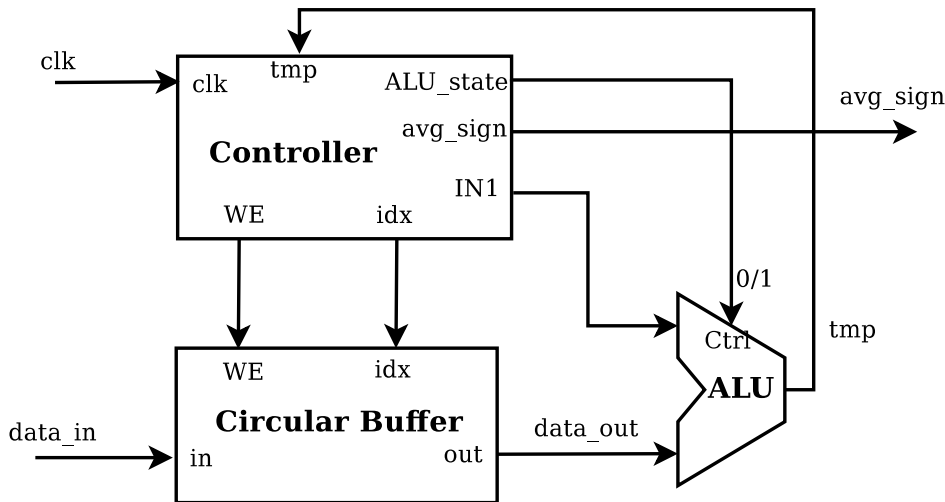 clk
clk
tmp
ALU_state
avg_sign
avg_sign
Controller
IN1
WE
idx
0/1
Ctrl
tmp
WE
idx
ALU
Circular Buffer
data_in
in
out
data_out